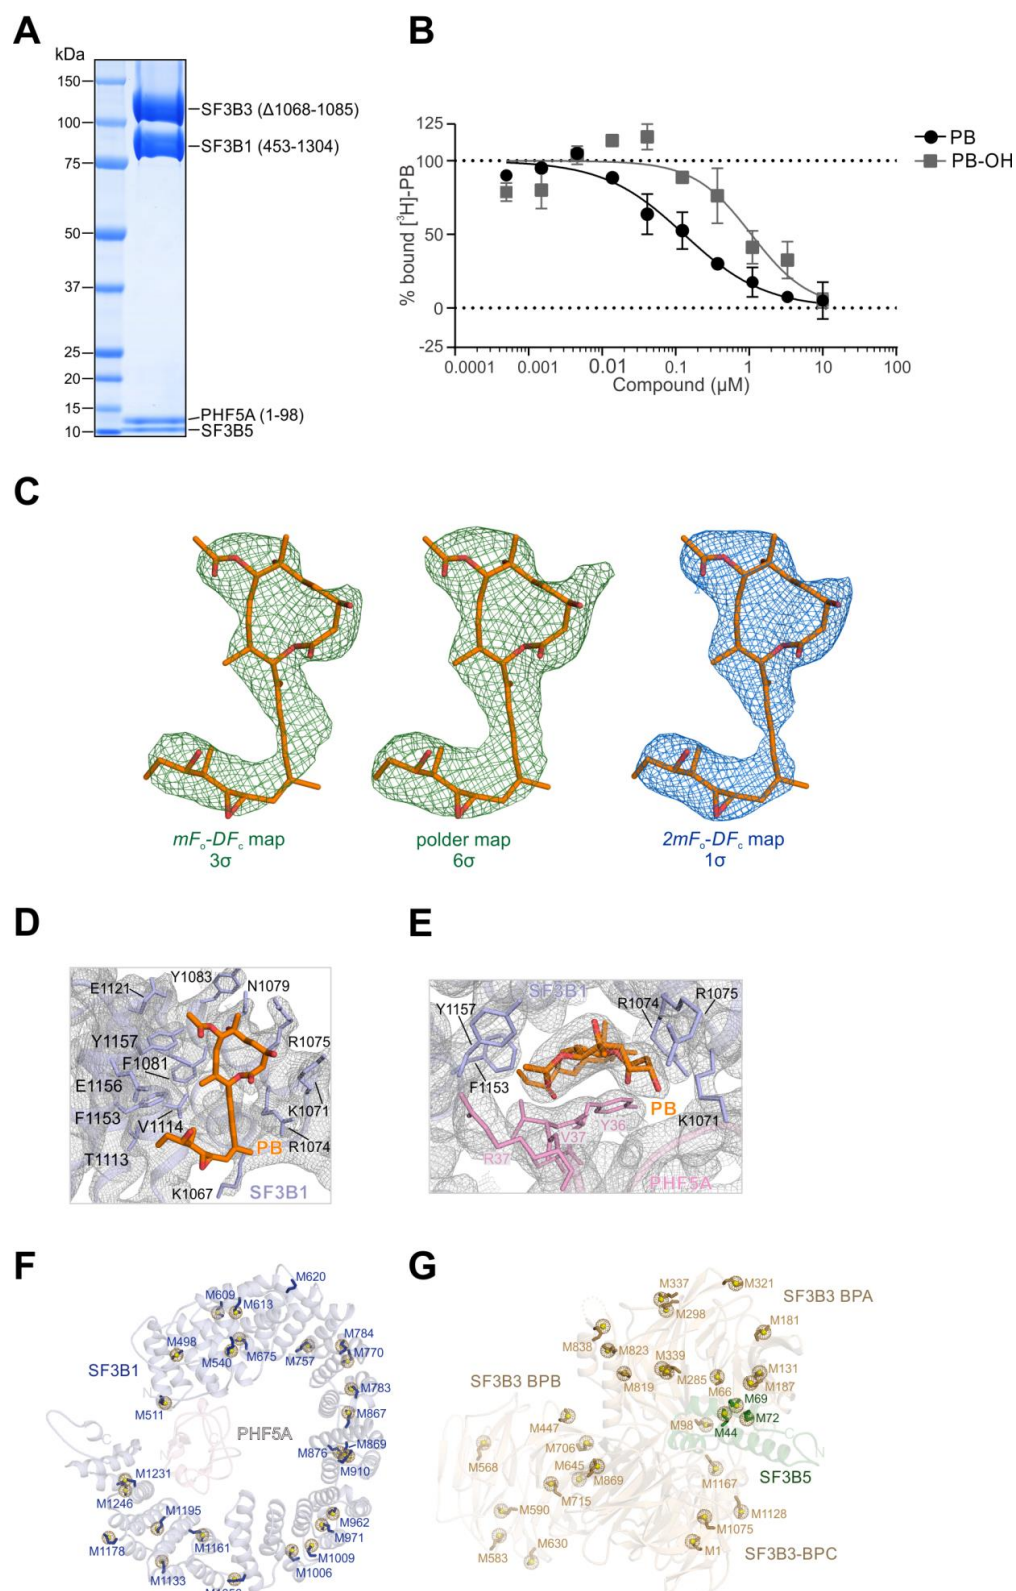 A
kDa
150
100
75
50
37
25
20
15
10
SF3B3 (Δ1068-1085)
SF3B1 (453-1304)
PHF5A (1-98)
SF3B5
B
% bound [³H]-PB
125
100
50
0
-25
0.0001
0.001
0.01
0.1
1
10
100
Compound (µM)
PB
PB-OH
C
mFₒ-DF꜀ map
3σ
polder map
6σ
2mFₒ-DF꜀ map
1σ
D
Y1083
E1121
N1079
Y1157
F1081
R1075
E1156
K1071
F1153
V1114
R1074
PB
T1113
K1067
SF3B1
E
SF3B1
R1074
R1075
Y1157
F1153
PB
K1071
Y36
V37
R37
PHF5A
F
M620
M609
M613
M498
M784
M540
M675
M757
M770
SF3B1
M783
N
M511
M867
PHF5A
M876
M869
M910
M1231
M1246
M1195
M962
M971
M1178
M1161
M1009
M1006
M1133
G
M337
M321
SF3B3 BPA
M298
M181
M838
M823
M339
M131
SF3B3 BPB
M819
M285
M66
M187
M69
M447
M98
M72
M44
M706
N
M568
M645
M869
SF3B5
M1167
M715
M590
M1128
M1075
M583
M630
M1
SF3B3-BPC